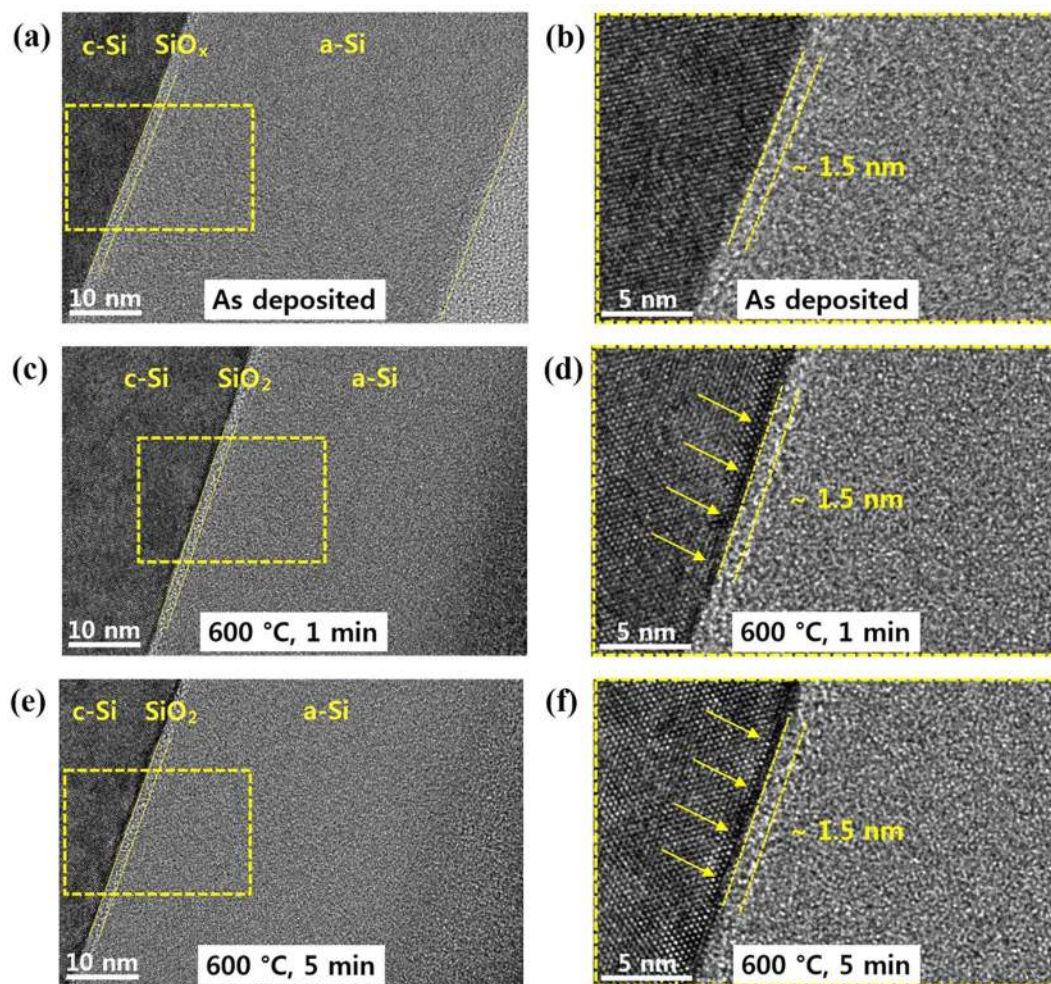 (a)
c-Si SiOₓ a-Si
10 nm
As deposited
(b)
~ 1.5 nm
5 nm
As deposited
(c)
c-Si SiO₂ a-Si
10 nm
600 °C, 1 min
(d)
~ 1.5 nm
5 nm
600 °C, 1 min
(e)
c-Si SiO₂ a-Si
10 nm
600 °C, 5 min
(f)
~ 1.5 nm
5 nm
600 °C, 5 min